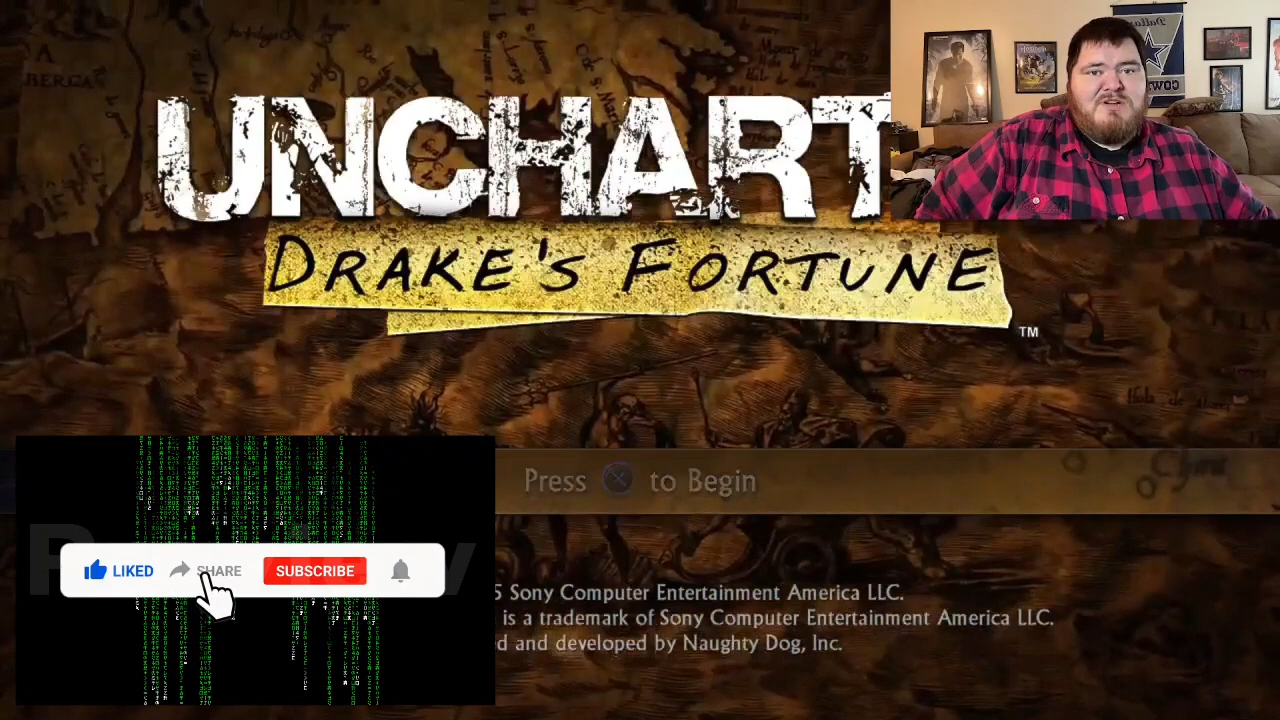 UNCHART
DRAKE'S FORTUNE
TM
Press to Begin
LIKED SHARE SUBSCRIBE
5 Sony Computer Entertainment America LLC.
is a trademark of Sony Computer Entertainment America LLC.
d and developed by Naughty Dog, Inc.